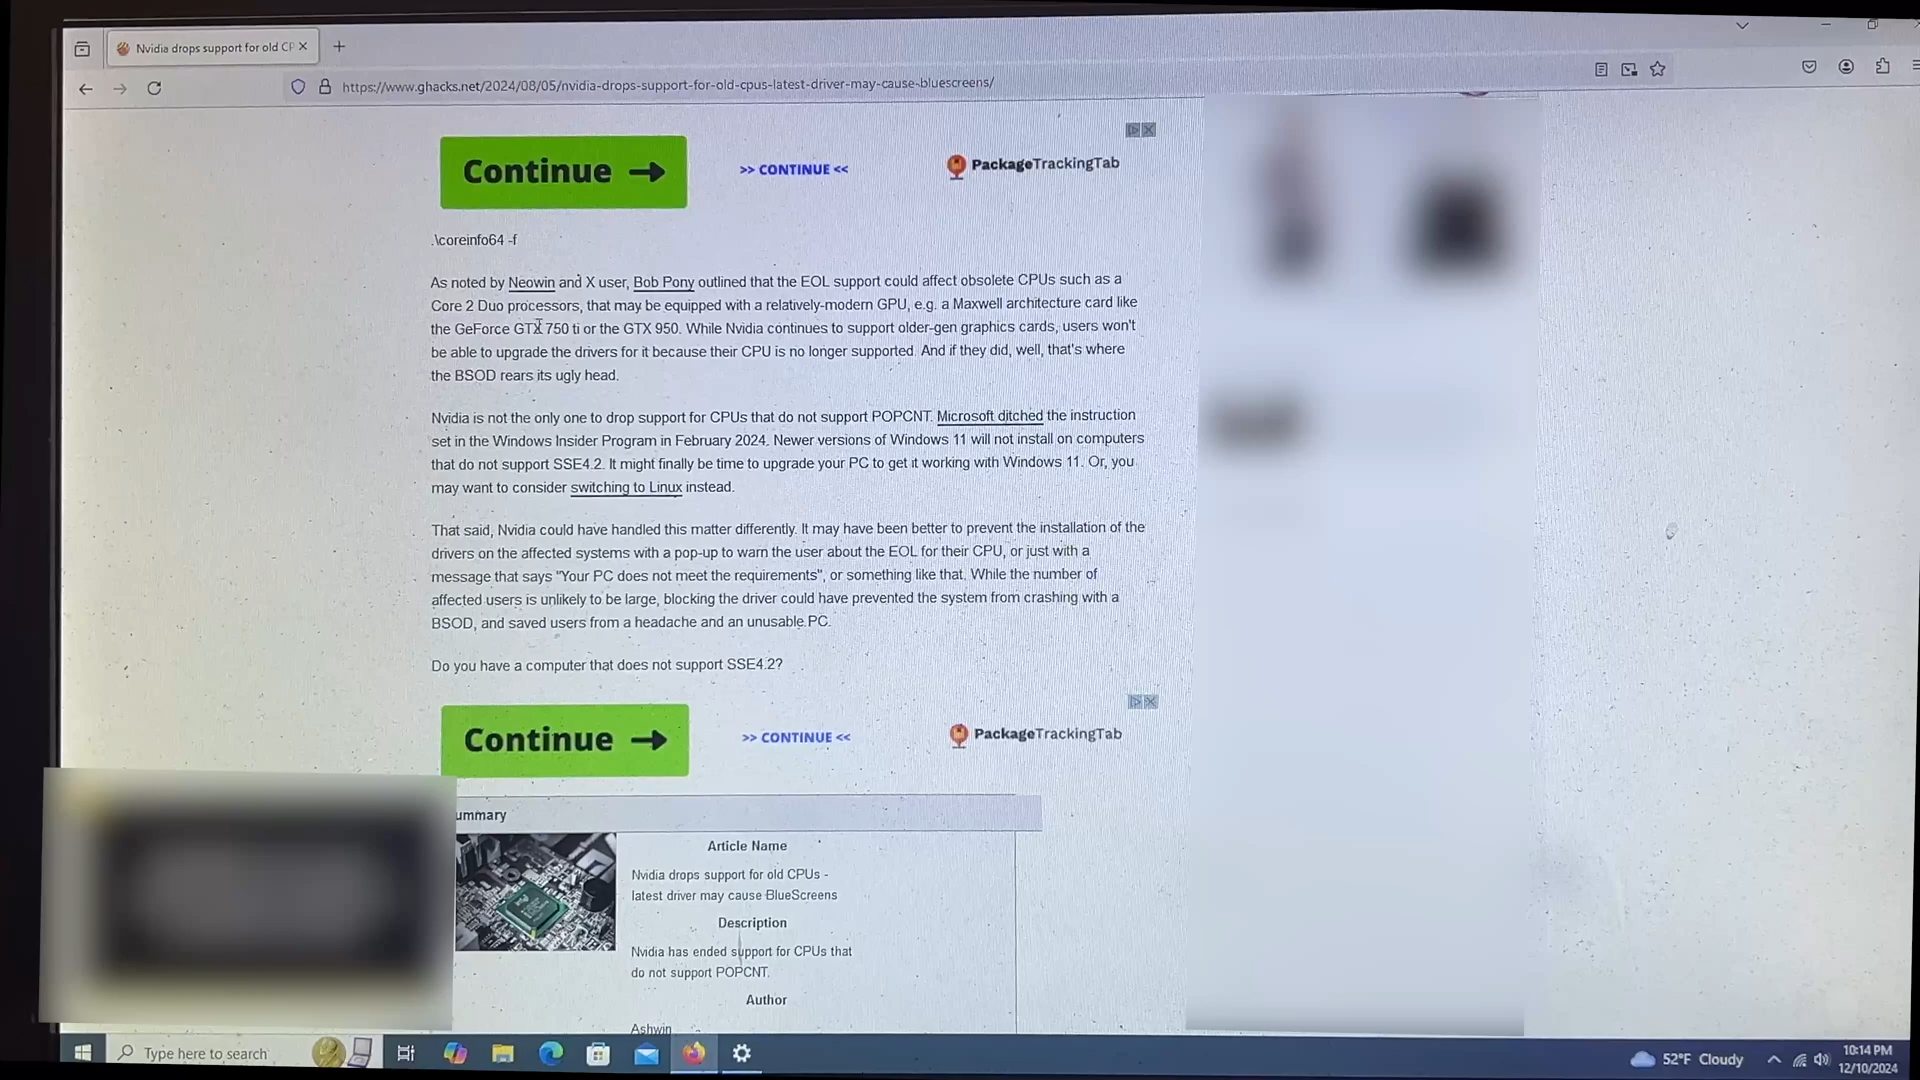 Nvidia drops support for old CP
https://www.ghacks.net/2024/08/05/nvidia-drops-support-for-old-cpus-latest-driver-may-cause-bluescreens/
Continue →
>> CONTINUE <<
PackageTrackingTab
.\coreinfo64 -f
As noted by Neowin and X user, Bob Pony outlined that the EOL support could affect obsolete CPUs such as a
Core 2 Duo processors, that may be equipped with a relatively-modern GPU, e.g. a Maxwell architecture card like
the GeForce GTX 750 ti or the GTX 950. While Nvidia continues to support older-gen graphics cards, users won't
be able to upgrade the drivers for it because their CPU is no longer supported. And if they did, well, that's where
the BSOD rears its ugly head.
Nvidia is not the only one to drop support for CPUs that do not support POPCNT. Microsoft ditched the instruction
set in the Windows Insider Program in February 2024. Newer versions of Windows 11 will not install on computers
that do not support SSE4.2. It might finally be time to upgrade your PC to get it working with Windows 11. Or, you
may want to consider switching to Linux instead.
That said, Nvidia could have handled this matter differently. It may have been better to prevent the installation of the
drivers on the affected systems with a pop-up to warn the user about the EOL for their CPU, or just with a
message that says "Your PC does not meet the requirements", or something like that. While the number of
affected users is unlikely to be large, blocking the driver could have prevented the system from crashing with a
BSOD, and saved users from a headache and an unusable PC.
Do you have a computer that does not support SSE4.2?
Continue →
>> CONTINUE <<
PackageTrackingTab
ummary
Article Name
Nvidia drops support for old CPUs -
latest driver may cause BlueScreens
Description
Nvidia has ended support for CPUs that
do not support POPCNT.
Author
Ashwin
Type here to search
52°F Cloudy
10:14 PM
12/10/2024